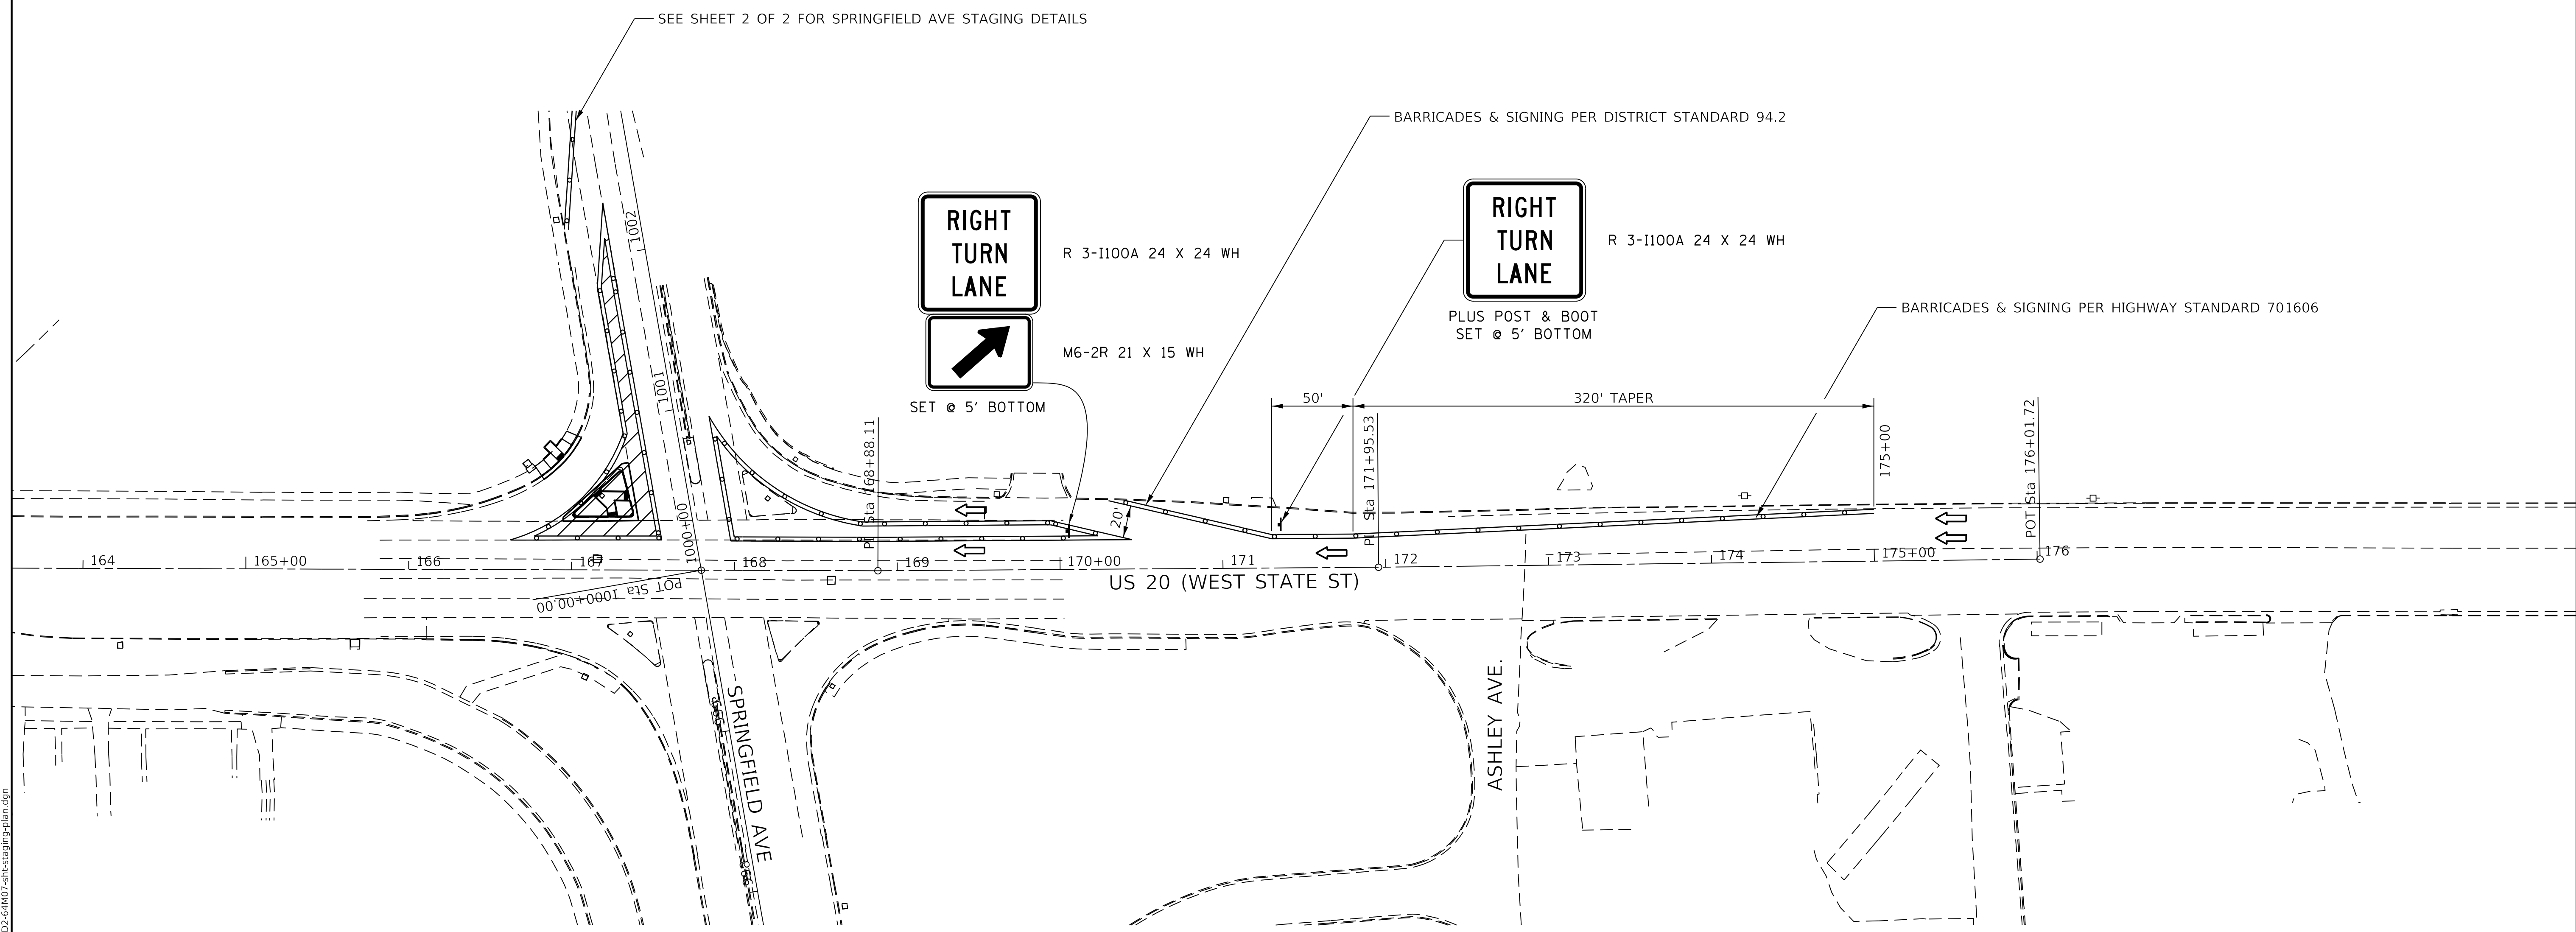 SEE SHEET 2 OF 2 FOR SPRINGFIELD AVE STAGING DETAILS
BARRICADES & SIGNING PER DISTRICT STANDARD 94.2
RIGHT
TURN
LANE
R 3-I100A 24 X 24 WH
M6-2R 21 X 15 WH
SET @ 5' BOTTOM
RIGHT
TURN
LANE
R 3-I100A 24 X 24 WH
PLUS POST & BOOT
SET @ 5' BOTTOM
BARRICADES & SIGNING PER HIGHWAY STANDARD 701606
50'
320' TAPER
20'
1002
1001
1000+00
PI Sta 168+88.11
PI Sta 171+95.53
175+00
POT Sta 176+01.72
164
165+00
166
167
168
169
170+00
171
172
173
174
175+00
176
POT Sta 1000+00.00
US 20 (WEST STATE ST)
SPRINGFIELD AVE
ASHLEY AVE.
D2-64M07-sht-staging-plan.dgn